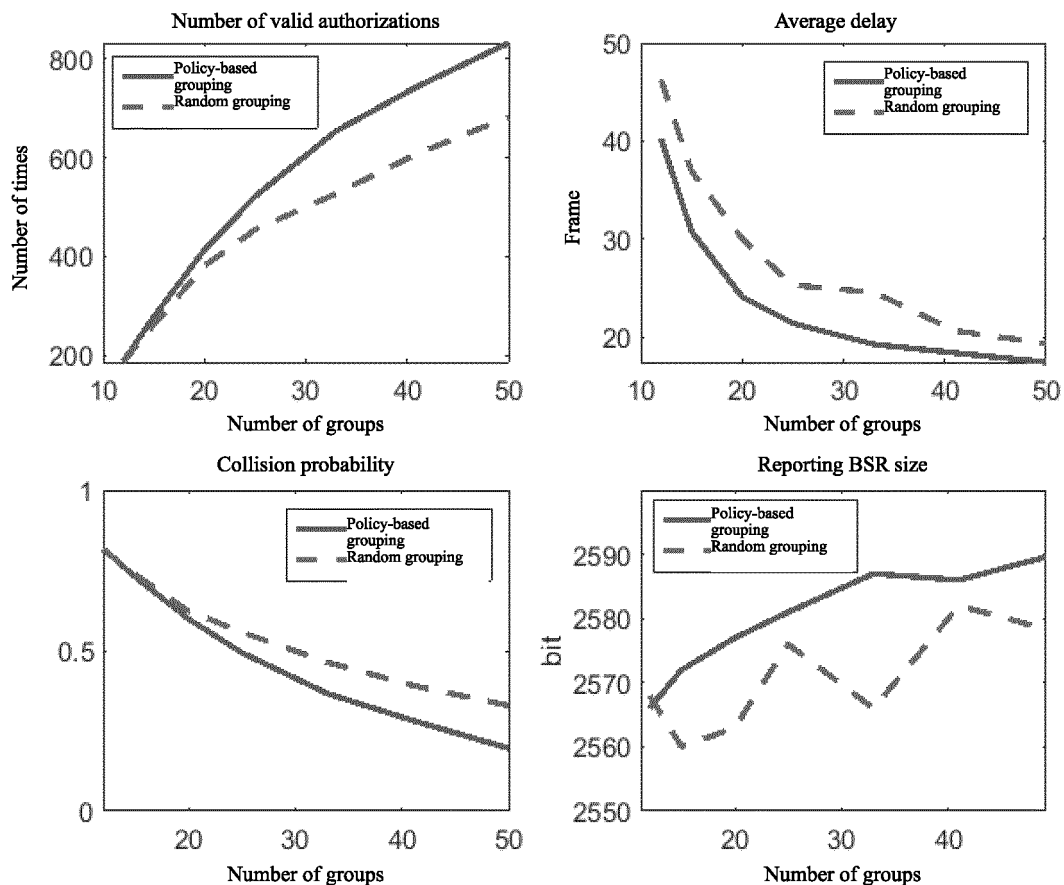 Number of valid authorizations
800
600
400
200
Number of times
Policy-based
grouping
Random grouping
10 20 30 40 50
Number of groups
Average delay
50
40
30
20
Frame
Policy-based
grouping
Random grouping
10 20 30 40 50
Number of groups
Collision probability
1
0.5
0
Policy-based
grouping
Random grouping
20 30 40 50
Number of groups
Reporting BSR size
2590
2580
2570
2560
2550
bit
Policy-based
grouping
Random grouping
20 30 40
Number of groups